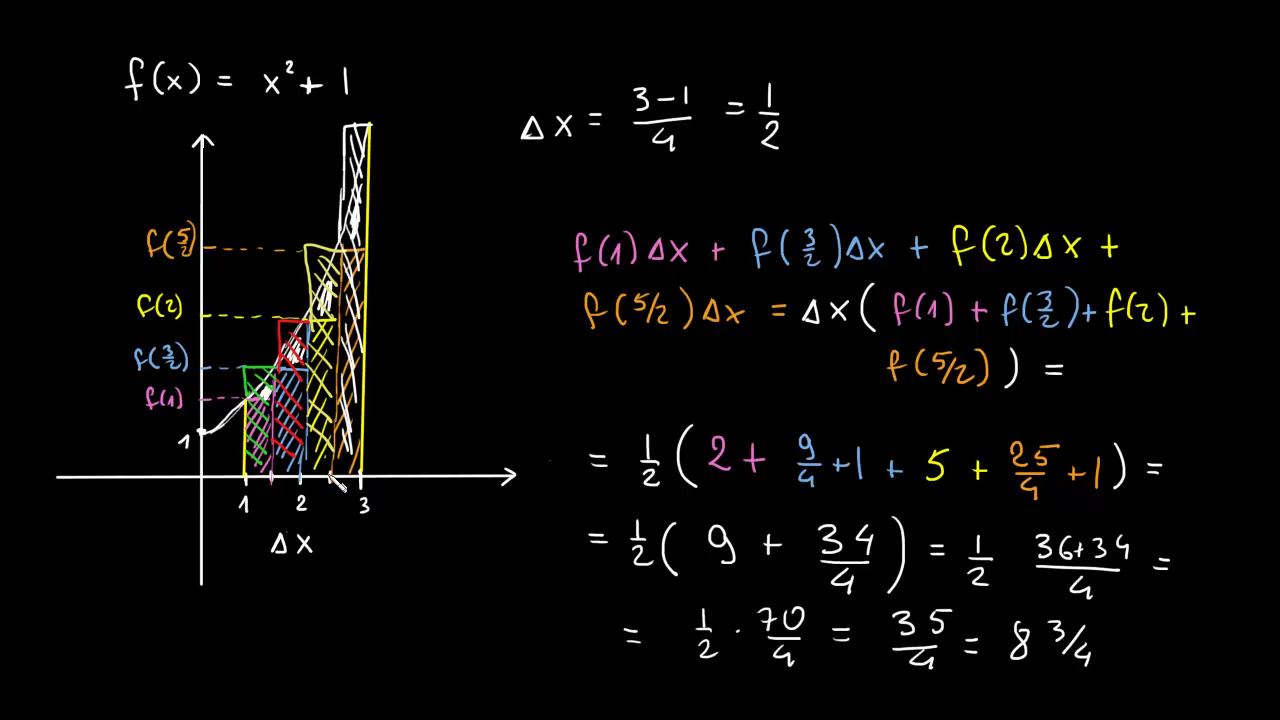 f(x) = x² + 1
Δx = (3-1)/4 = 1/2
f(5/2)
f(2)
f(3/2)
f(1)
1
1 2 3
Δx
f(1)Δx + f(3/2)Δx + f(2)Δx +
f(5/2)Δx = Δx(f(1) + f(3/2) + f(2) +
f(5/2)) =
= 1/2 (2 + 9/4 + 1 + 5 + 25/4 + 1) =
= 1/2 (9 + 34/4) = 1/2 (36+34)/4 =
= 1/2 · 70/4 = 35/4 = 8 3/4